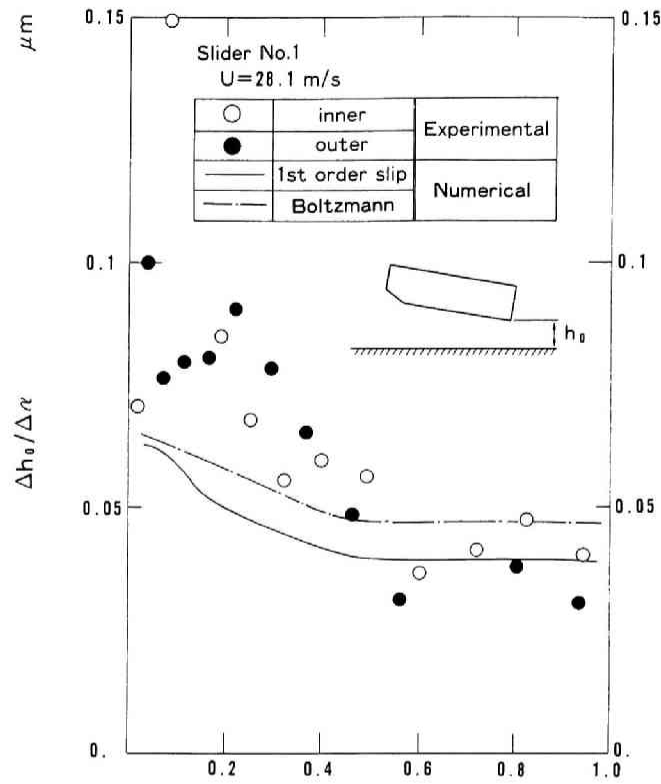 μm
0.15
0.15
Slider No.1
U=28.1 m/s
inner
Experimental
outer
1st order slip
Numerical
Boltzmann
0.1
0.1
h₀
Δh₀/Δ
0.05
0.05
0.
0.
0.2
0.4
0.6
0.8
1.0